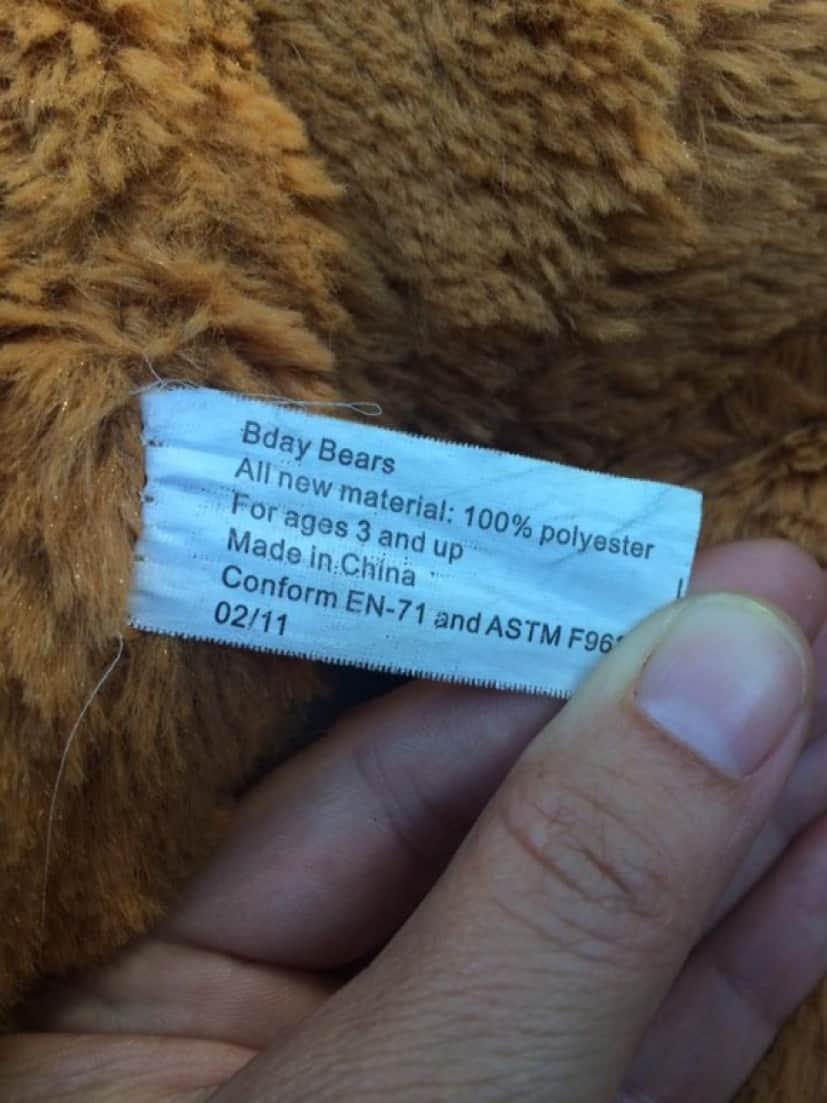 Bday Bears
All new material: 100% polyester
For ages 3 and up
Made in China
Conform EN-71 and ASTM
02/11